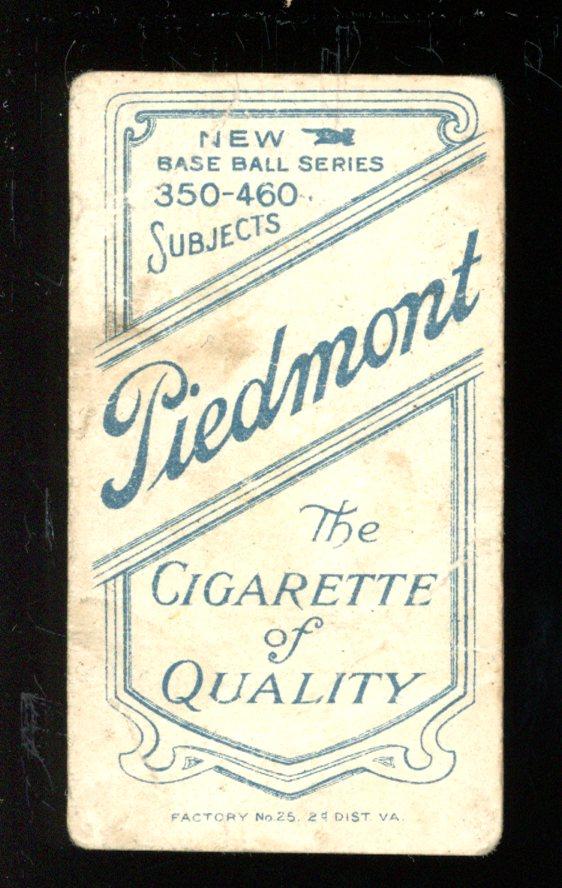 NEW
BASE BALL SERIES
350-460
SUBJECTS
Piedmont
The
CIGARETTE
of
QUALITY
FACTORY No.25. 2d DIST. VA.